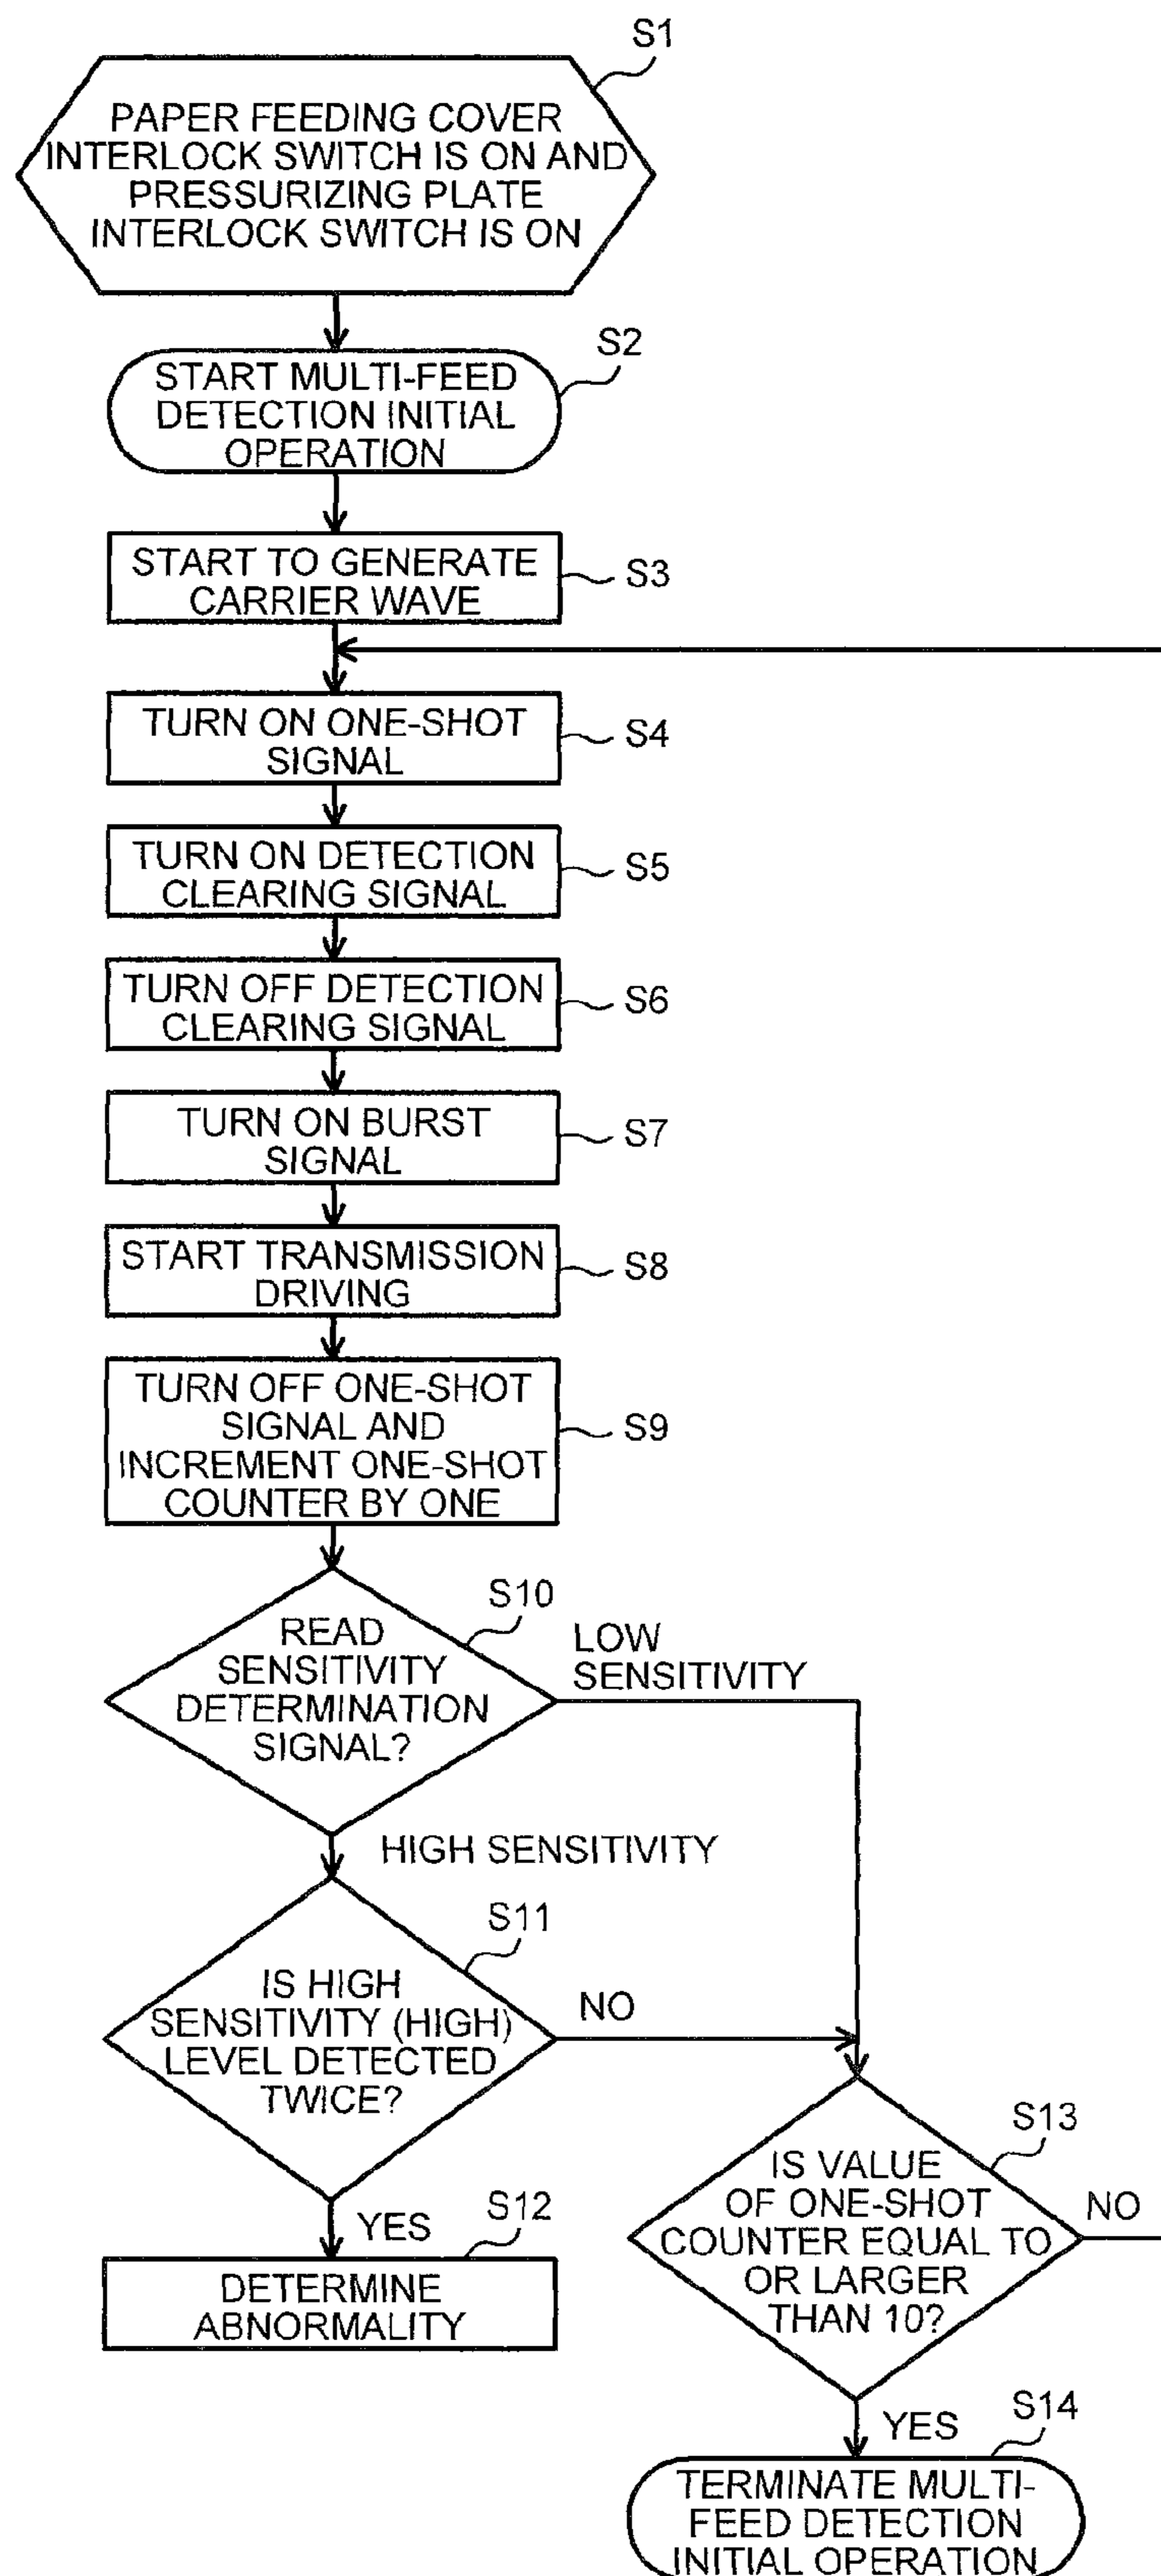 S1
PAPER FEEDING COVER
INTERLOCK SWITCH IS ON AND
PRESSURIZING PLATE
INTERLOCK SWITCH IS ON
S2
START MULTI-FEED
DETECTION INITIAL
OPERATION
START TO GENERATE
CARRIER WAVE
S3
TURN ON ONE-SHOT
SIGNAL
S4
TURN ON DETECTION
CLEARING SIGNAL
S5
TURN OFF DETECTION
CLEARING SIGNAL
S6
TURN ON BURST
SIGNAL
S7
START TRANSMISSION
DRIVING
S8
TURN OFF ONE-SHOT
SIGNAL AND
INCREMENT ONE-SHOT
COUNTER BY ONE
S9
S10
READ
SENSITIVITY
DETERMINATION
SIGNAL?
LOW
SENSITIVITY
HIGH SENSITIVITY
S11
IS HIGH
SENSITIVITY (HIGH)
LEVEL DETECTED
TWICE?
NO
YES
S12
DETERMINE
ABNORMALITY
S13
IS VALUE
OF ONE-SHOT
COUNTER EQUAL TO
OR LARGER
THAN 10?
NO
YES
S14
TERMINATE MULTI-
FEED DETECTION
INITIAL OPERATION